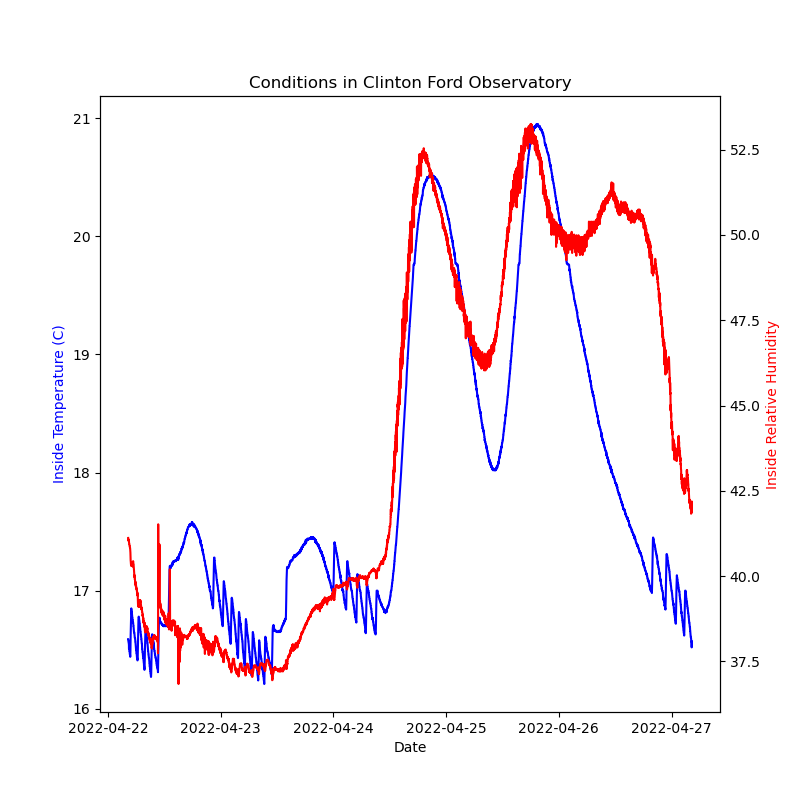 Conditions in Clinton Ford Observatory
21
20
19
18
17
16
Inside Temperature (C)
52.5
50.0
47.5
45.0
42.5
40.0
37.5
Inside Relative Humidity
2022-04-22 2022-04-23 2022-04-24 2022-04-25 2022-04-26 2022-04-27
Date